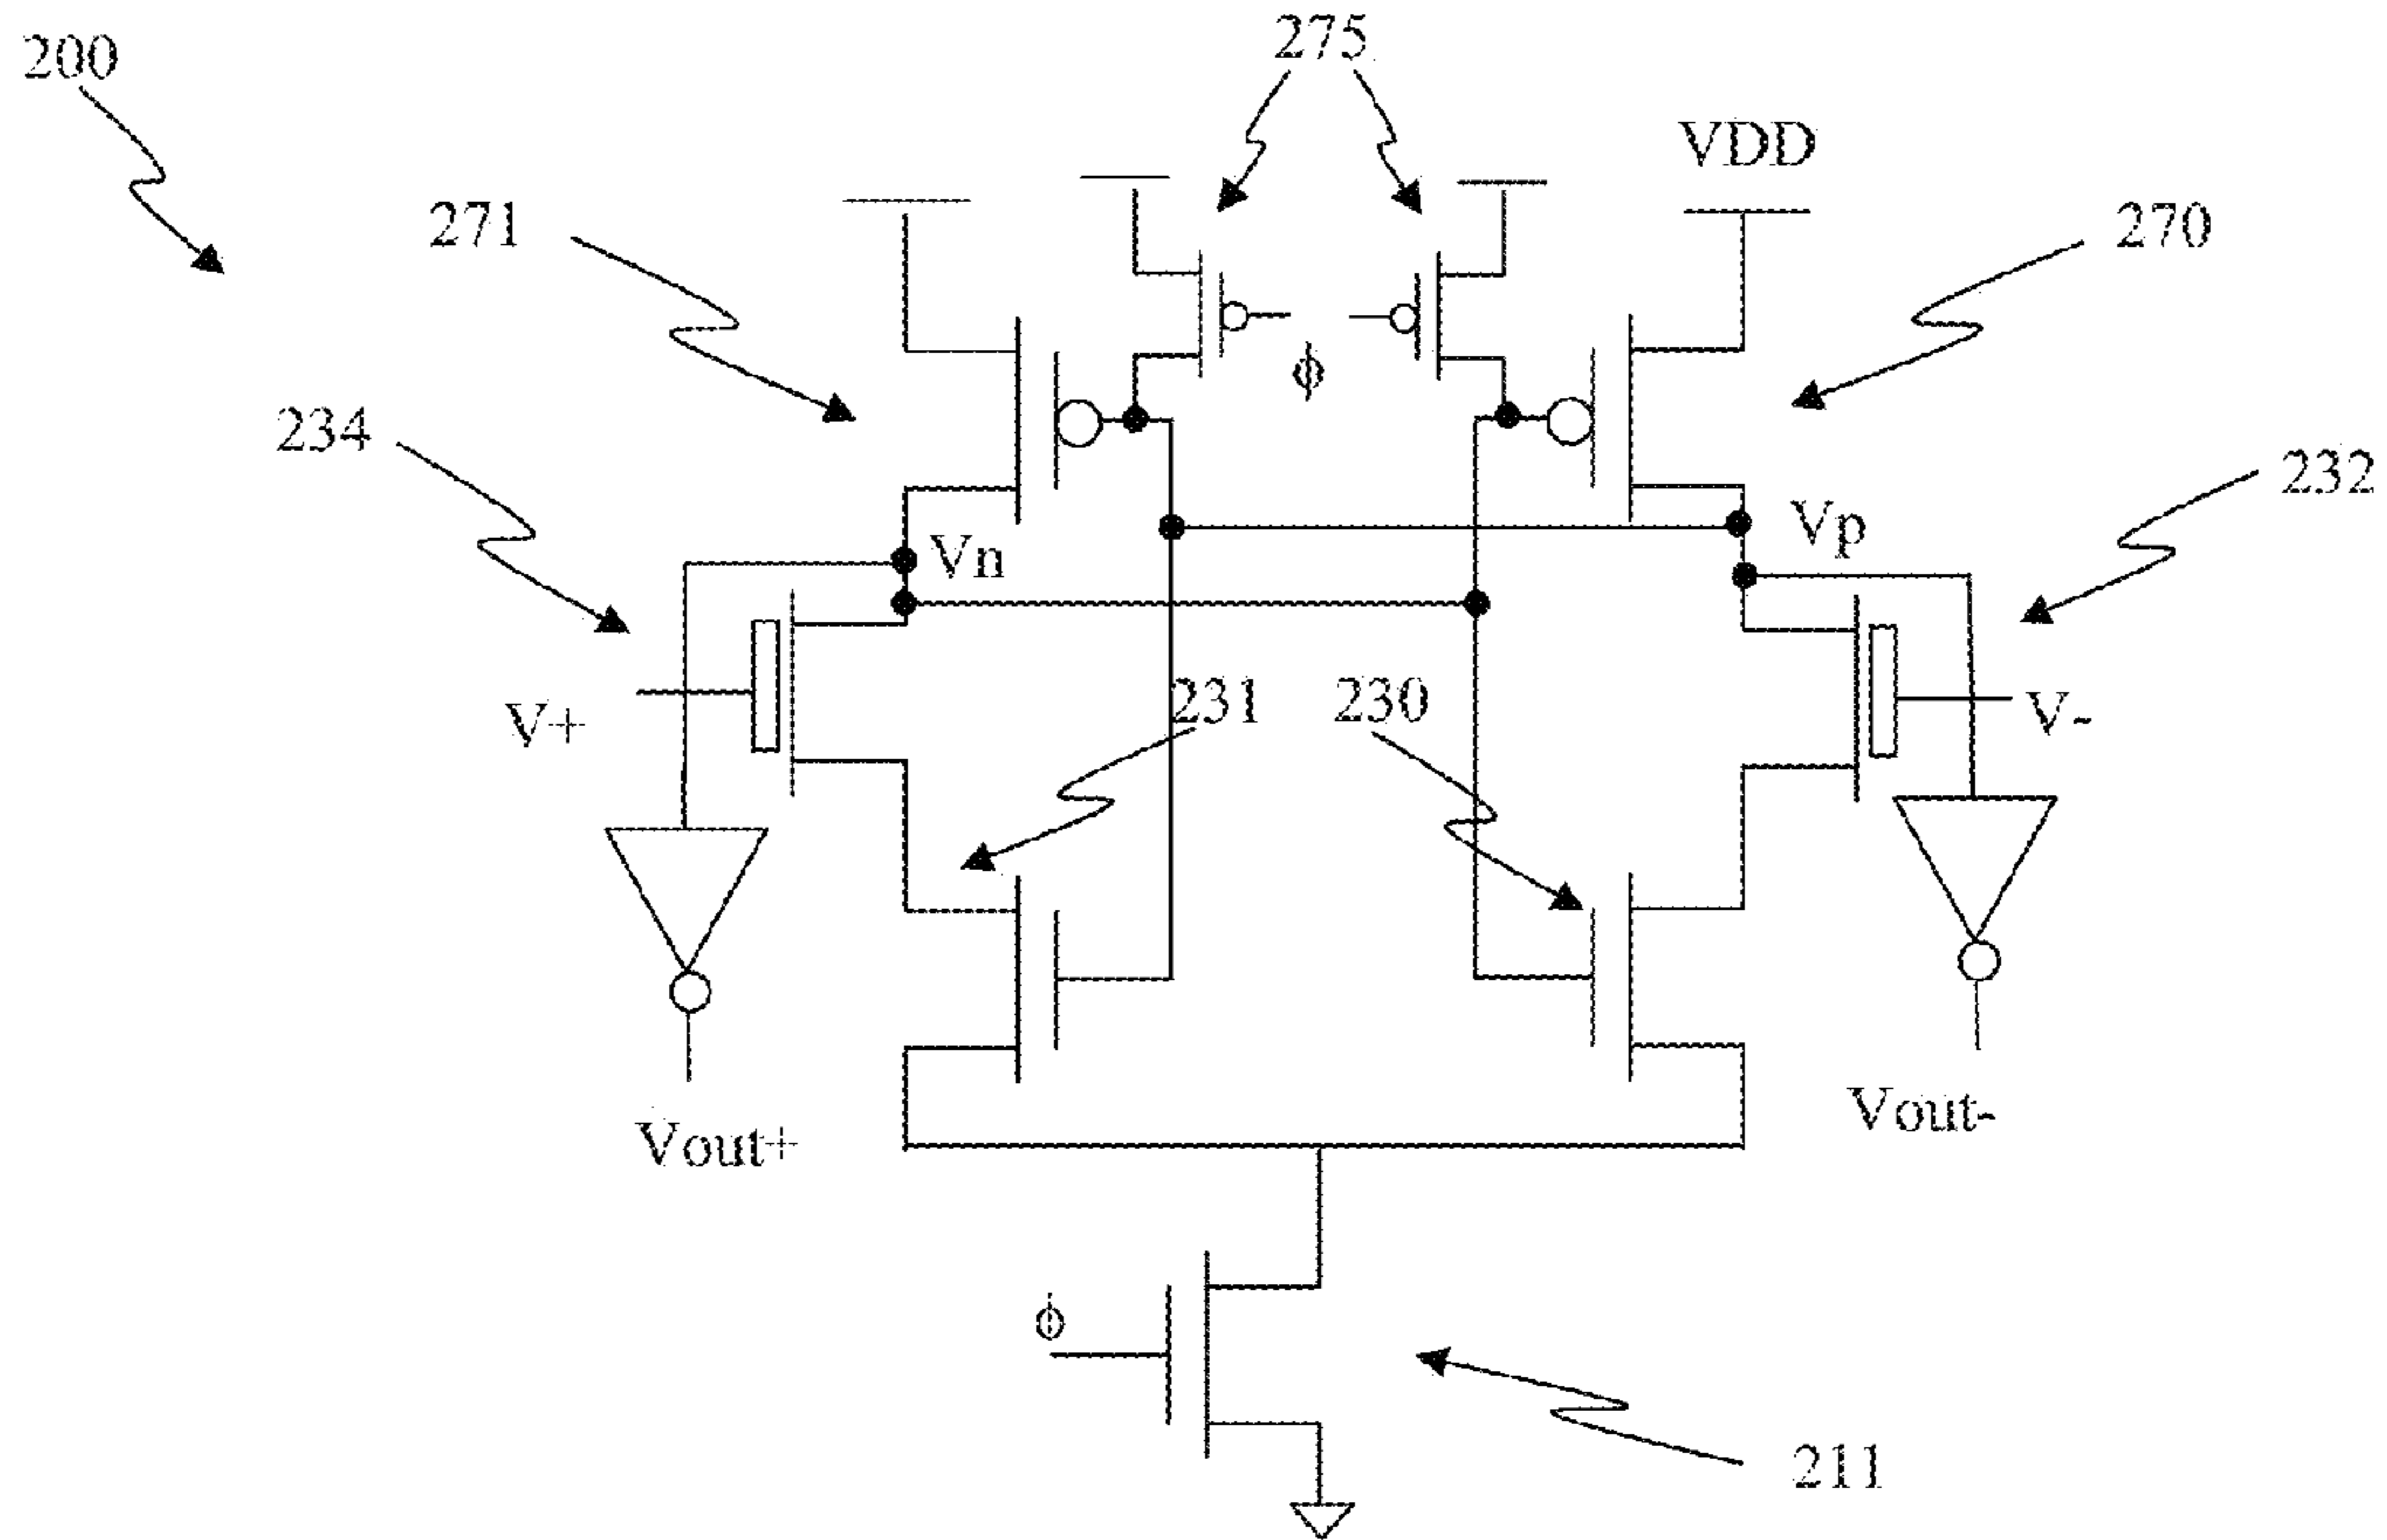 275
200
VDD
271
270
ϕ
234
232
Vn
Vp
231
230
V+
V-
Vout+
Vout-
ϕ
211